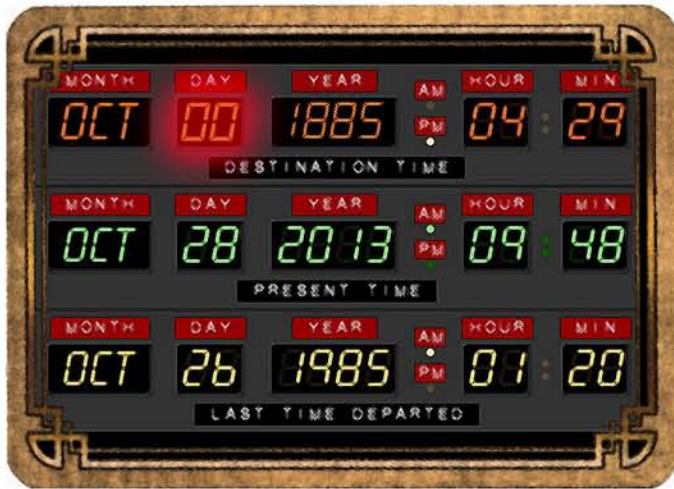 MONTH DAY YEAR AM HOUR MIN
OCT 00 1885 PM 04 : 29
DESTINATION TIME
MONTH DAY YEAR AM HOUR MIN
OCT 28 2013 PM 09 : 48
PRESENT TIME
MONTH DAY YEAR AM HOUR MIN
OCT 26 1985 PM 01 : 20
LAST TIME DEPARTED